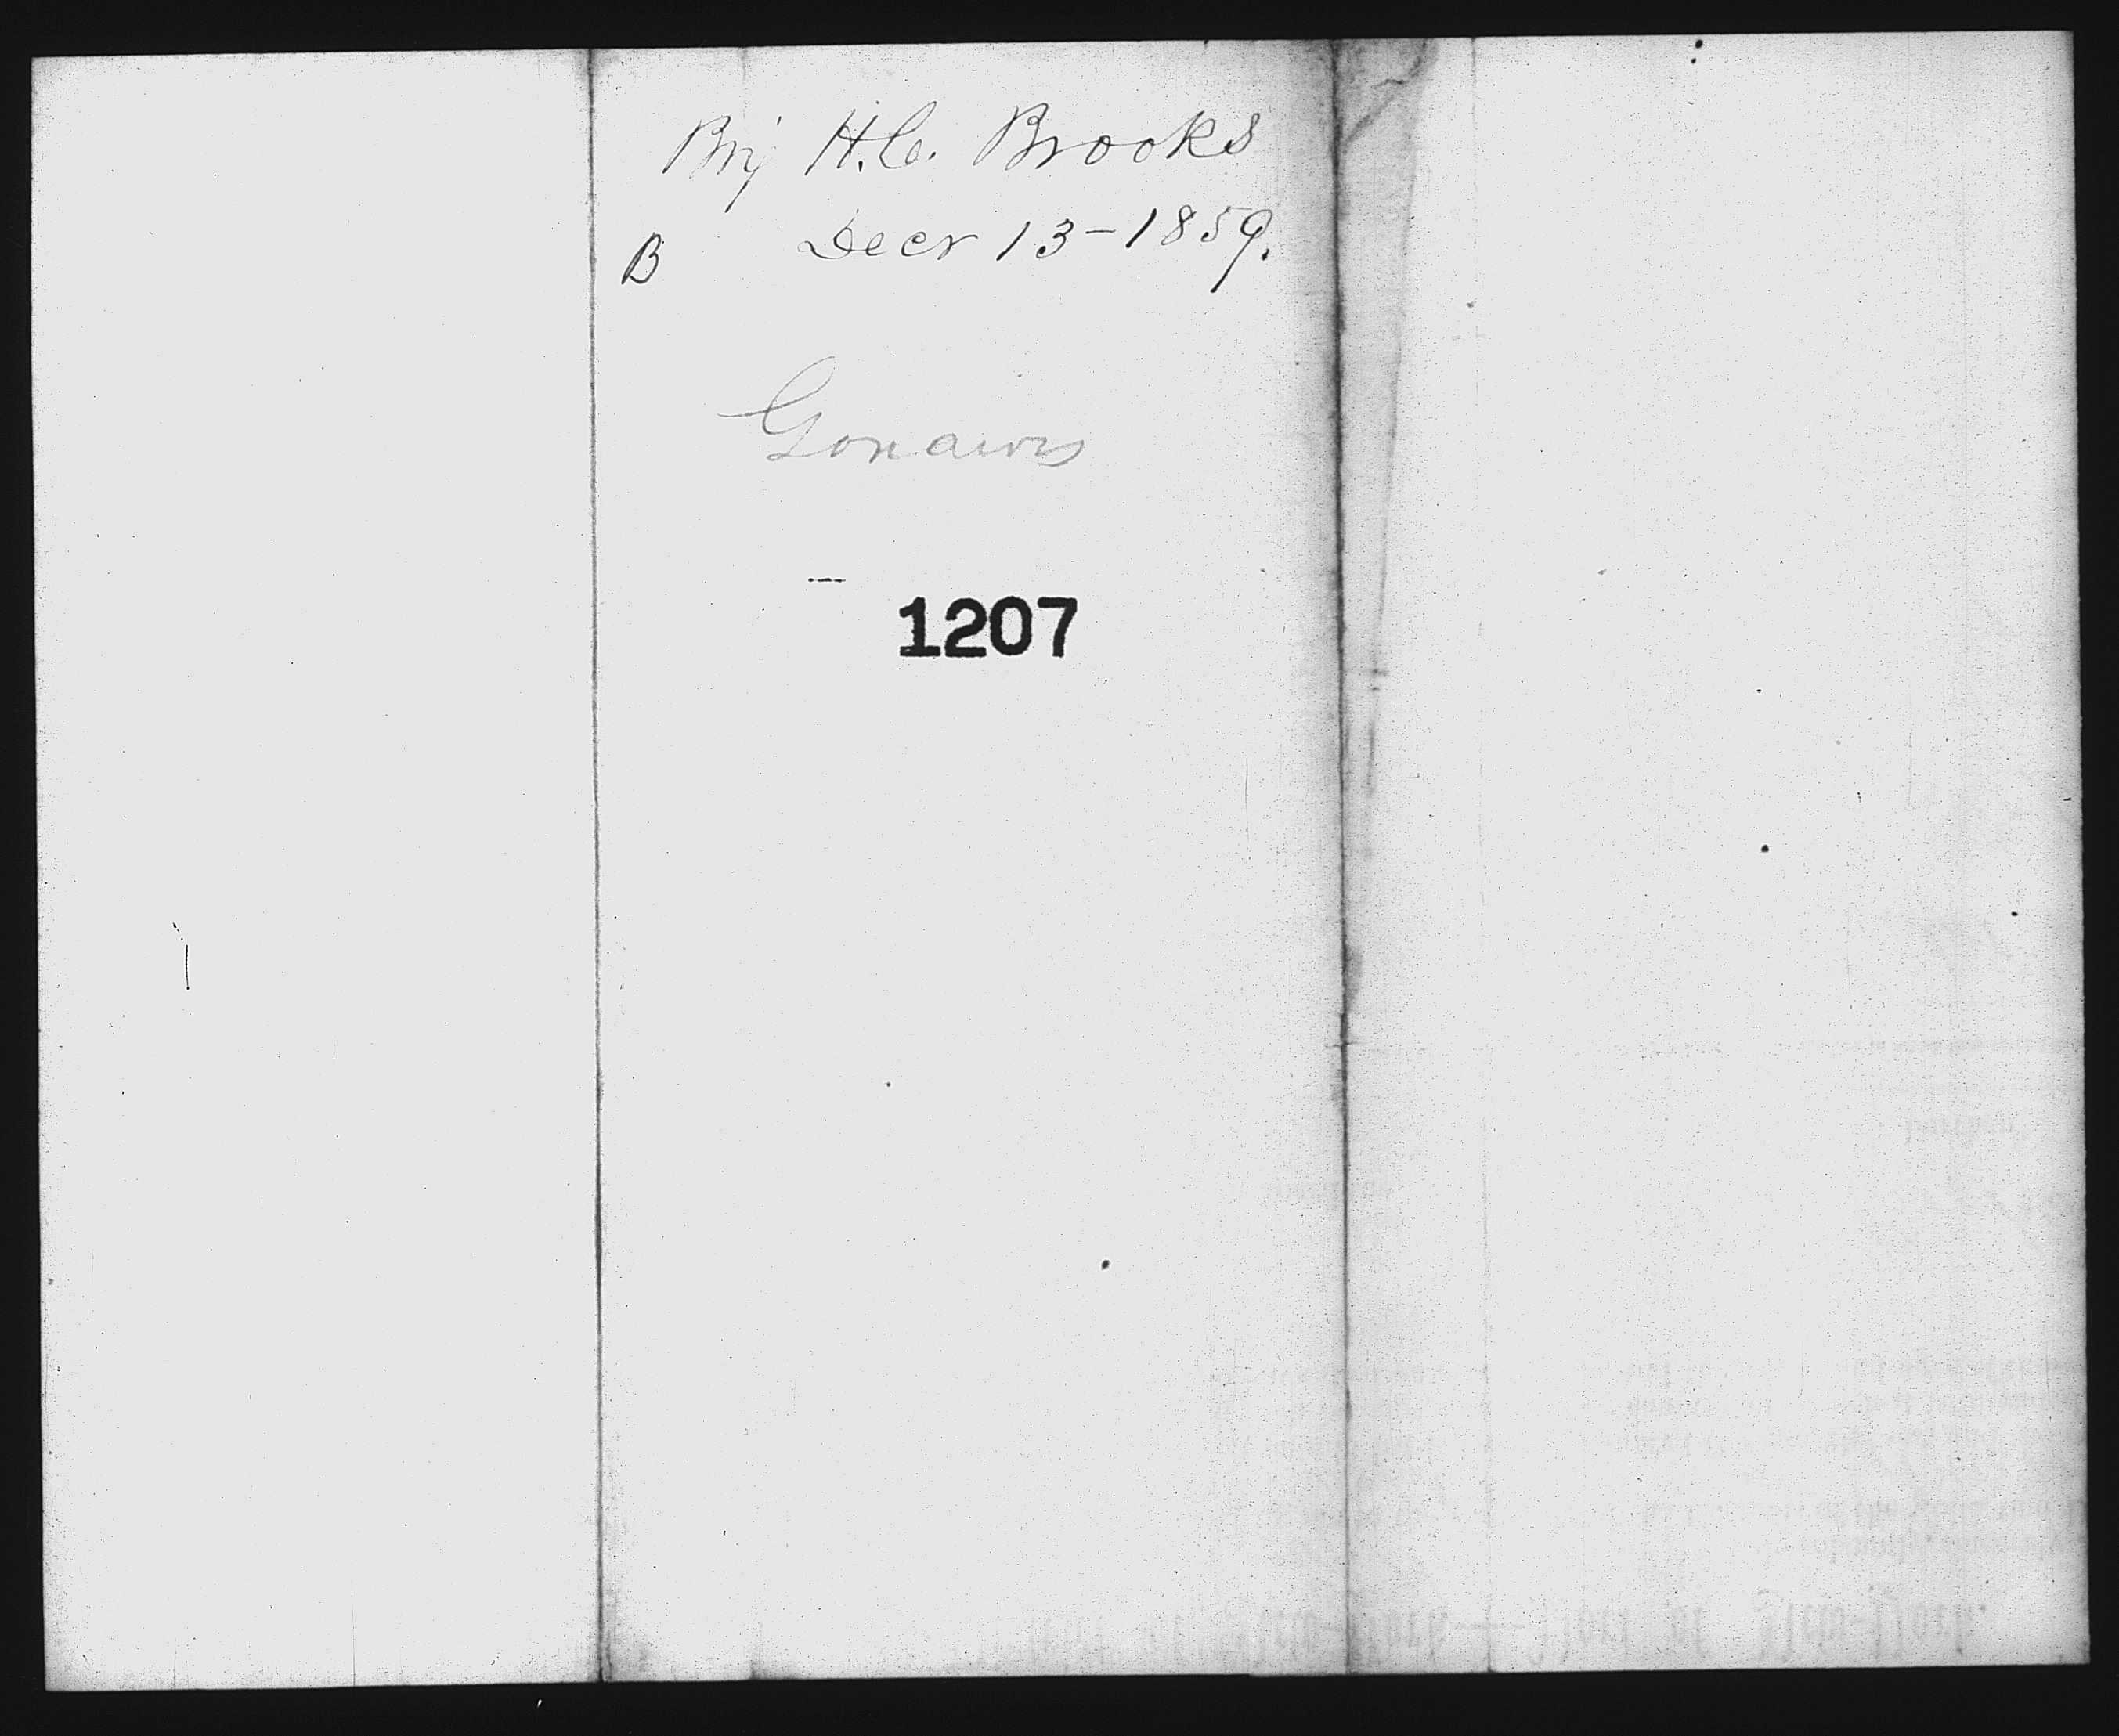 Brig H.C. Brooks
Decr 13-1859.
B
Gonaives
1207